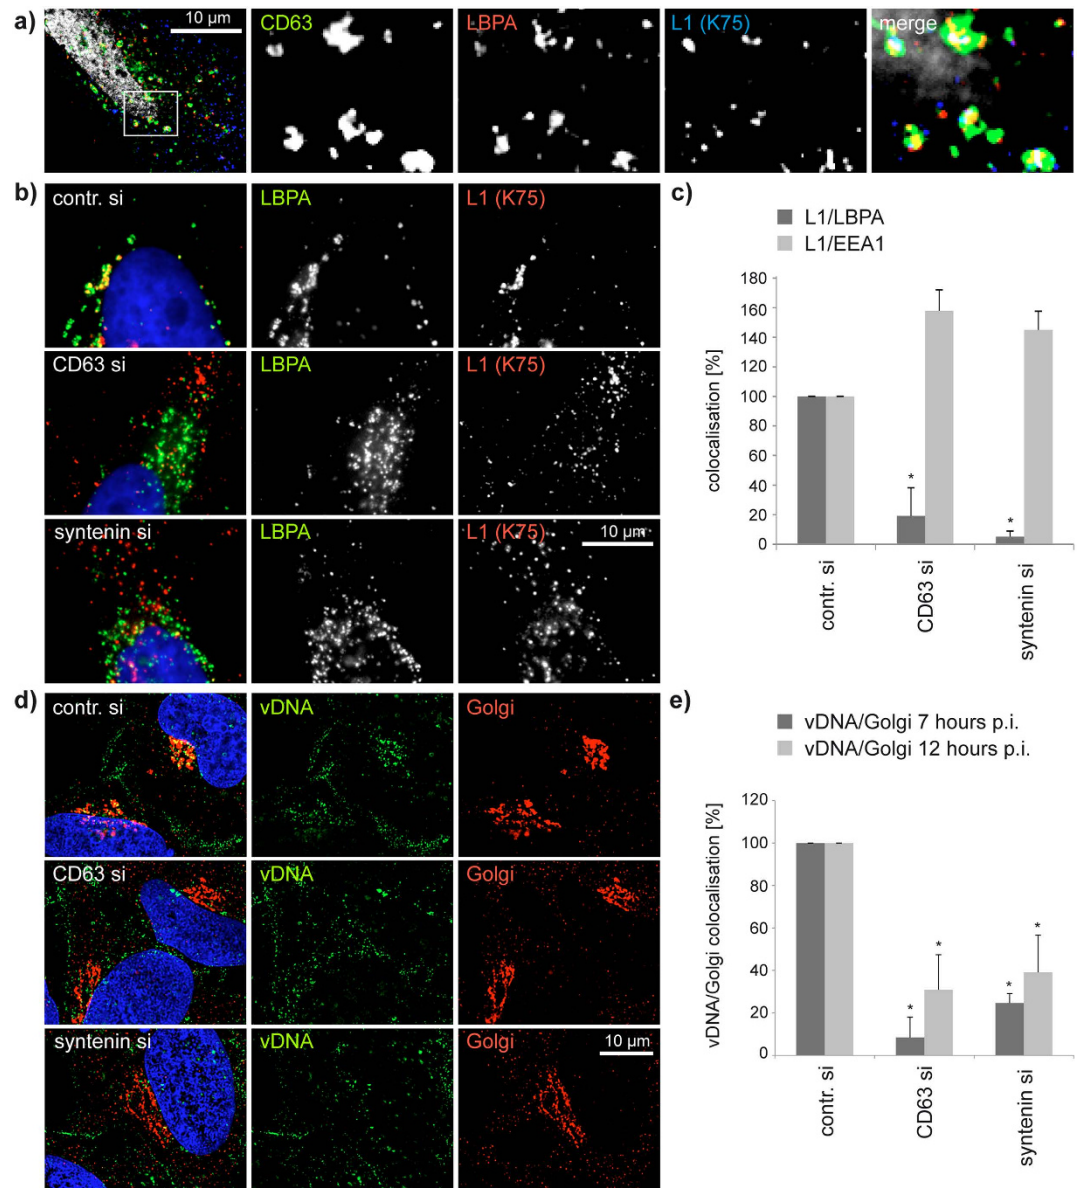 a)
10 µm
CD63
LBPA
L1 (K75)
merge
b)
contr. si
LBPA
L1 (K75)
CD63 si
LBPA
L1 (K75)
syntenin si
LBPA
L1 (K75)
10 µm
c)
L1/LBPA
L1/EEA1
colocalisation [%]
180
160
140
120
100
80
60
40
20
0
*
*
contr. si
CD63 si
syntenin si
d)
contr. si
vDNA
Golgi
CD63 si
vDNA
Golgi
syntenin si
vDNA
Golgi
10 µm
e)
vDNA/Golgi 7 hours p.i.
vDNA/Golgi 12 hours p.i.
vDNA/Golgi colocalisation [%]
120
100
80
60
40
20
0
*
*
*
*
contr. si
CD63 si
syntenin si